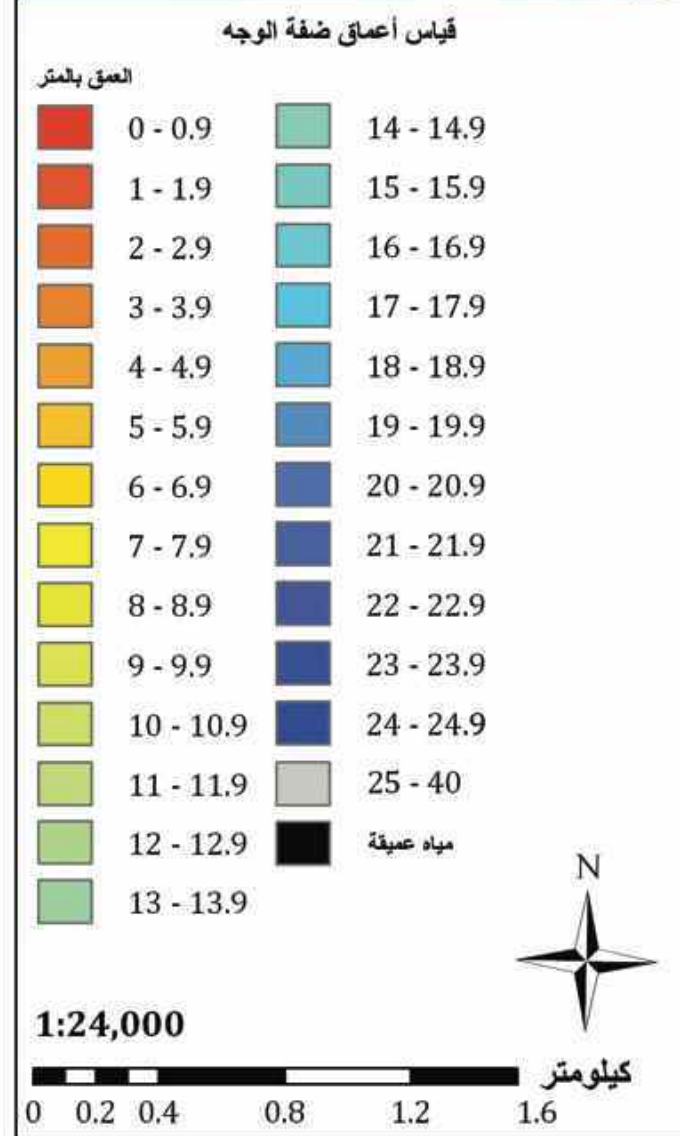 قياس أعماق ضفة الوجه
العمق بالمتر
0 - 0.9
1 - 1.9
2 - 2.9
3 - 3.9
4 - 4.9
5 - 5.9
6 - 6.9
7 - 7.9
8 - 8.9
9 - 9.9
10 - 10.9
11 - 11.9
12 - 12.9
13 - 13.9
14 - 14.9
15 - 15.9
16 - 16.9
17 - 17.9
18 - 18.9
19 - 19.9
20 - 20.9
21 - 21.9
22 - 22.9
23 - 23.9
24 - 24.9
25 - 40
مياه عميقة
N
1:24,000
كيلومتر
0 0.2 0.4 0.8 1.2 1.6